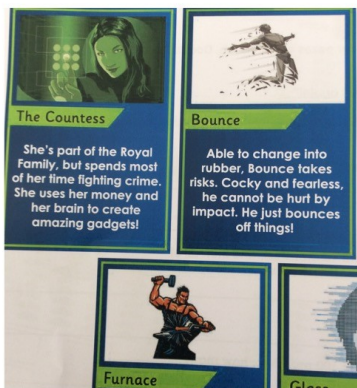 The Countess
She's part of the Royal
Family, but spends most
of her time fighting crime.
She uses her money and
her brain to create
amazing gadgets!
Bounce
Able to change into
rubber, Bounce takes
risks. Cocky and fearless,
he cannot be hurt by
impact. He just bounces
off things!
Furnace